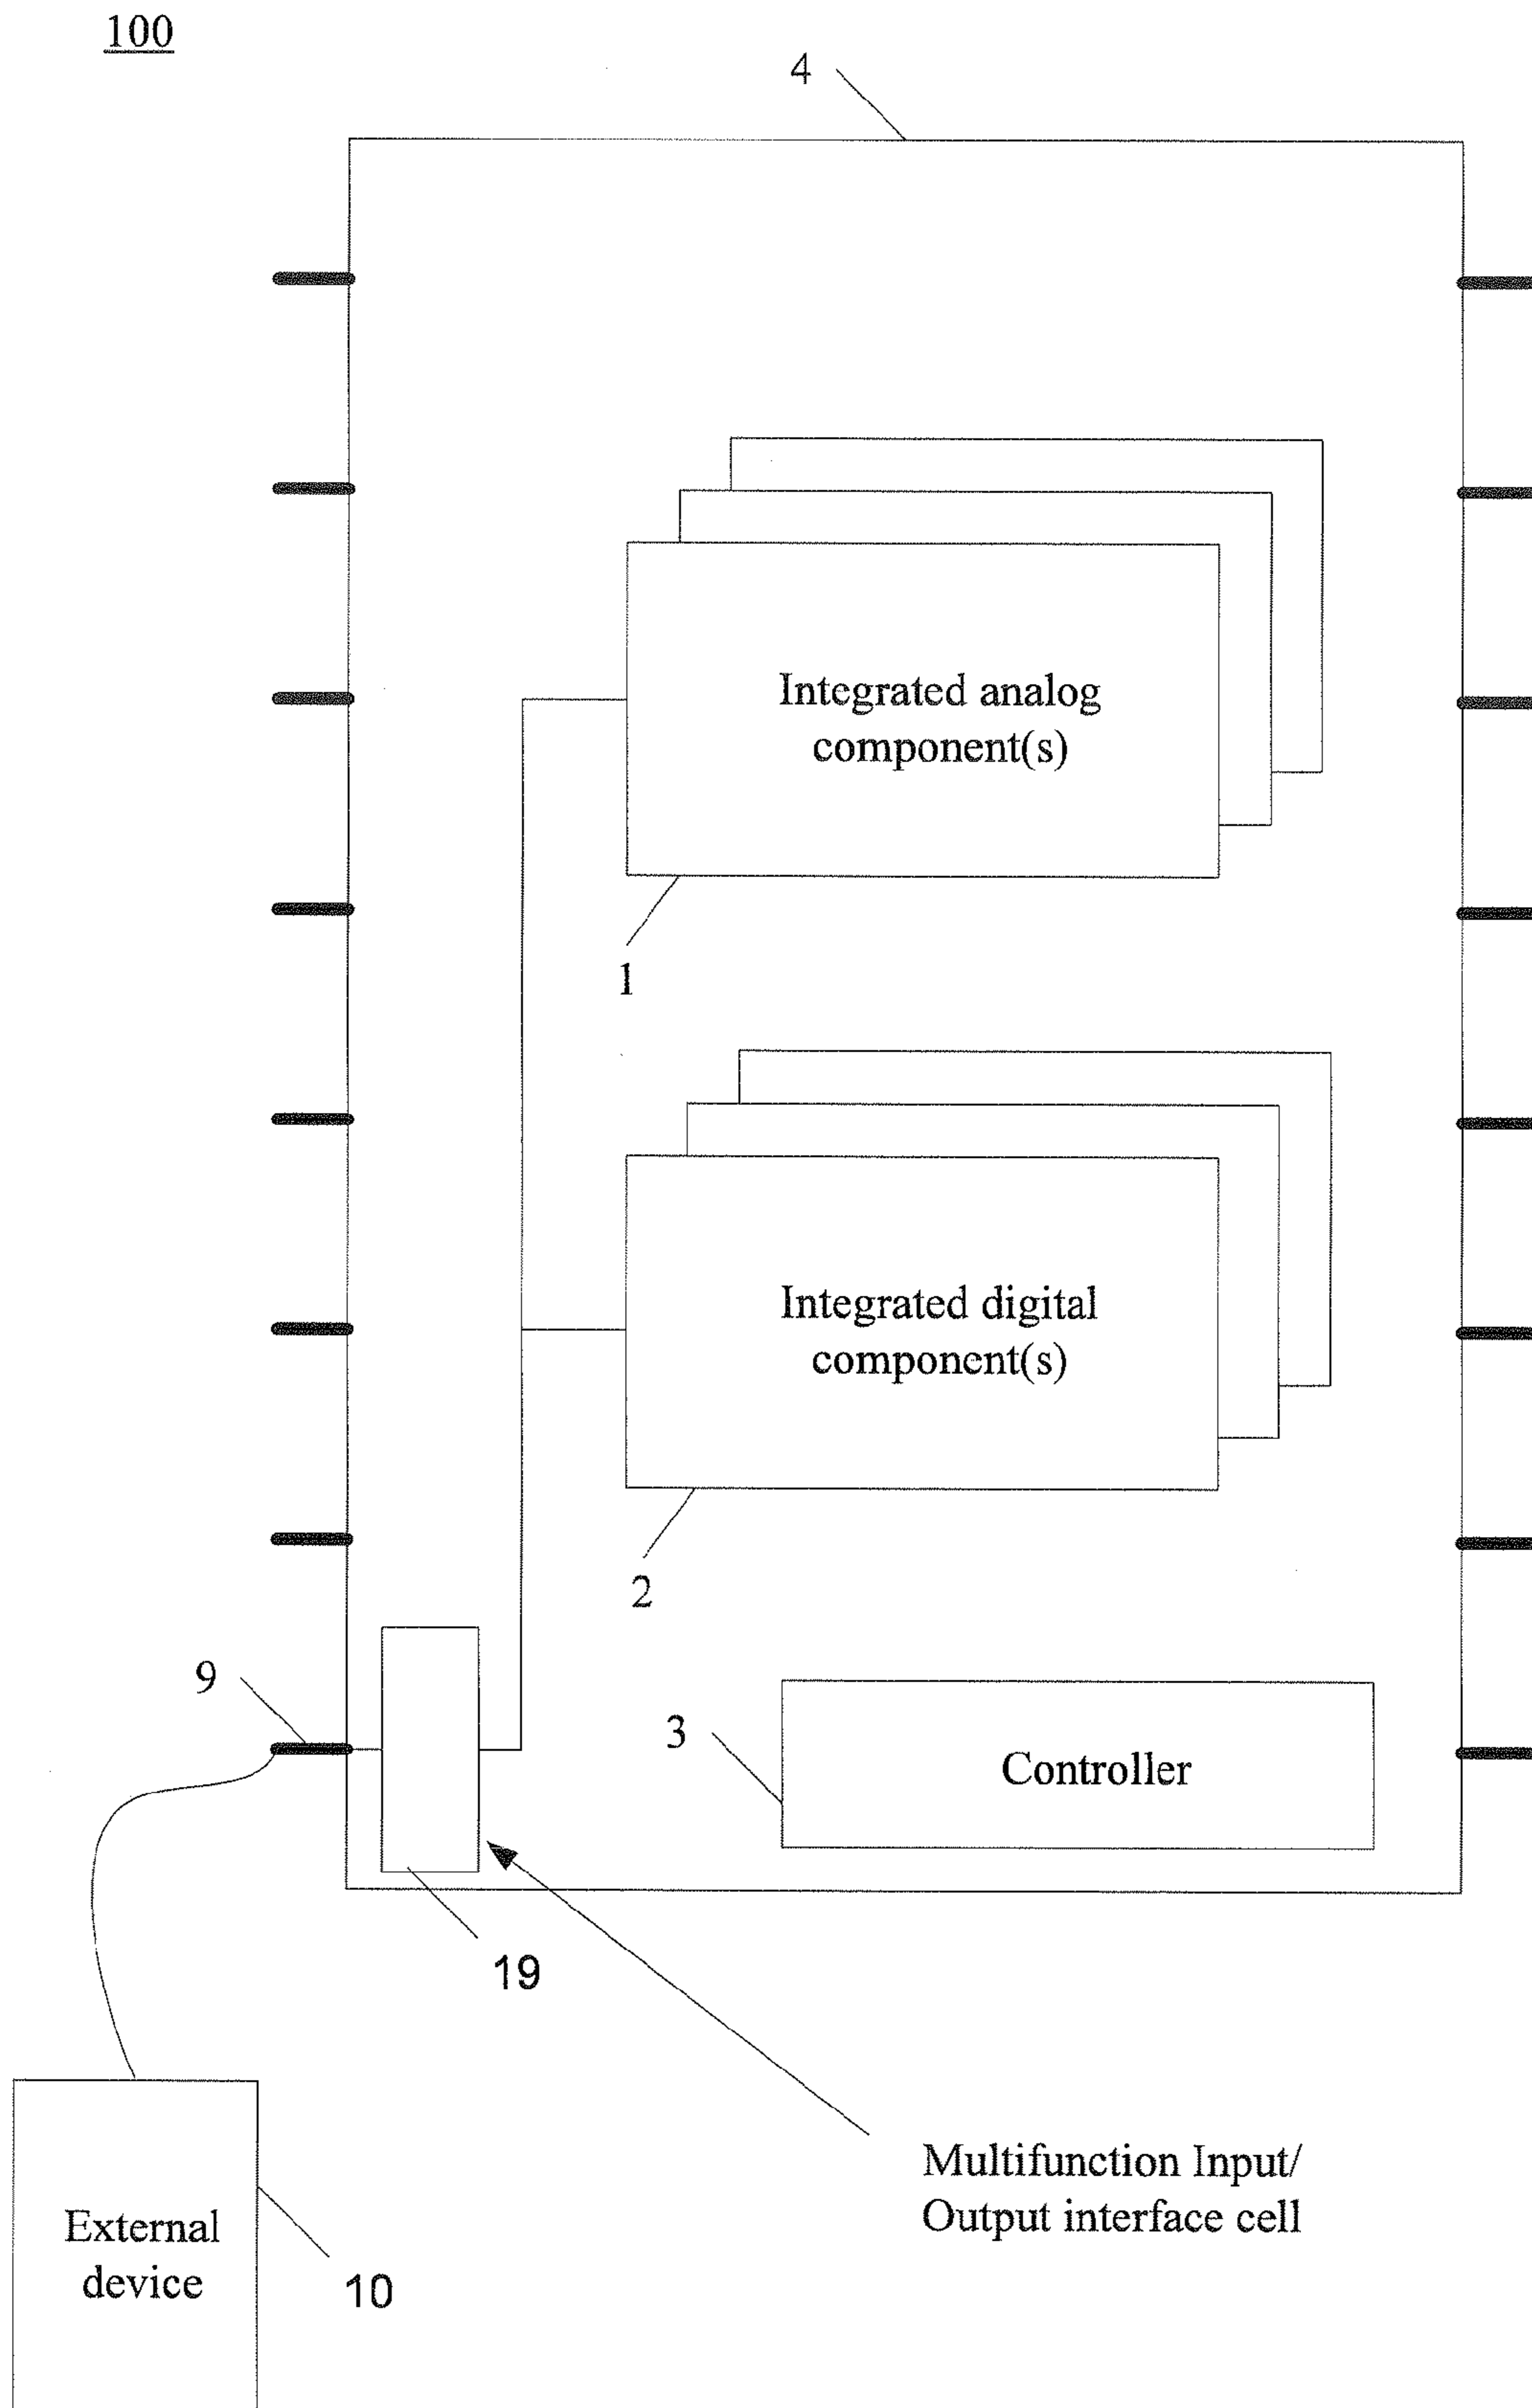 100
4
Integrated analog
component(s)
1
Integrated digital
component(s)
2
9
3
Controller
19
Multifunction Input/
Output interface cell
External
device
10